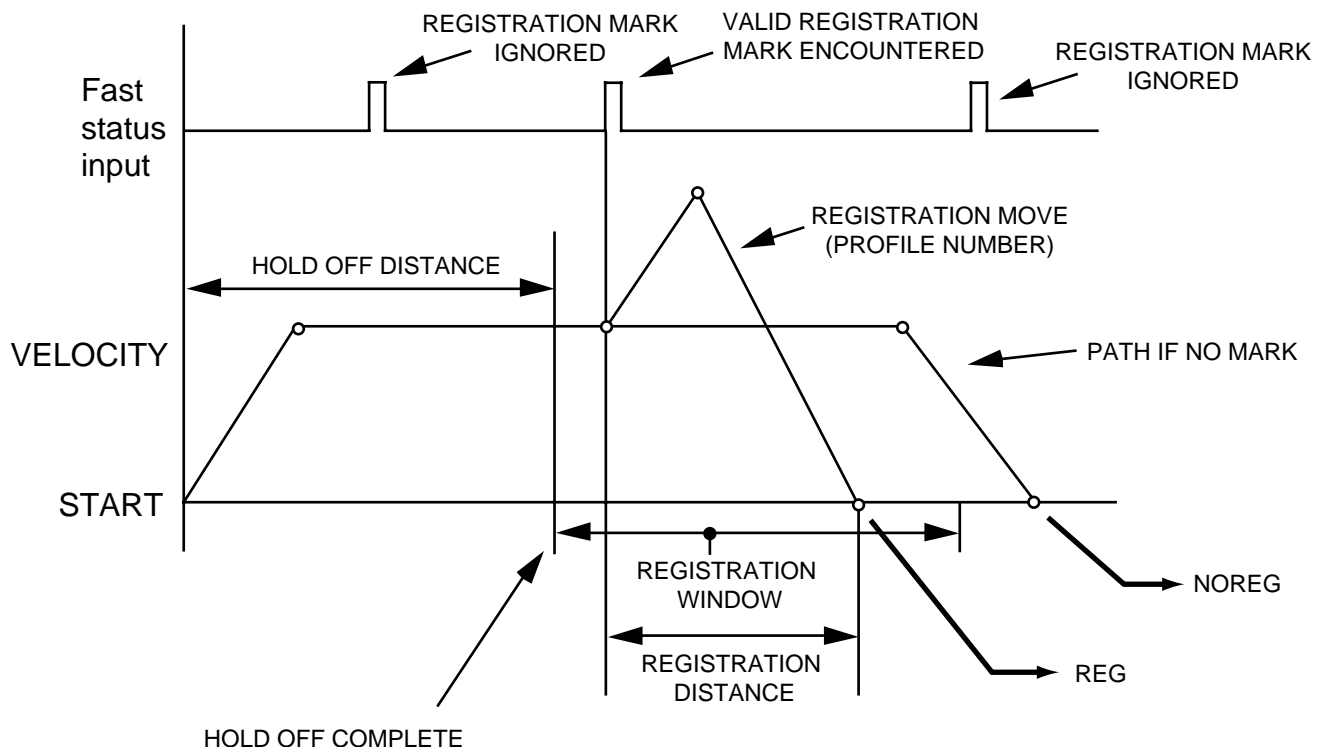 REGISTRATION MARK
IGNORED
VALID REGISTRATION
MARK ENCOUNTERED
REGISTRATION MARK
IGNORED
Fast
status
input
REGISTRATION MOVE
(PROFILE NUMBER)
HOLD OFF DISTANCE
VELOCITY
PATH IF NO MARK
START
REGISTRATION
WINDOW
NOREG
REGISTRATION
DISTANCE
REG
HOLD OFF COMPLETE